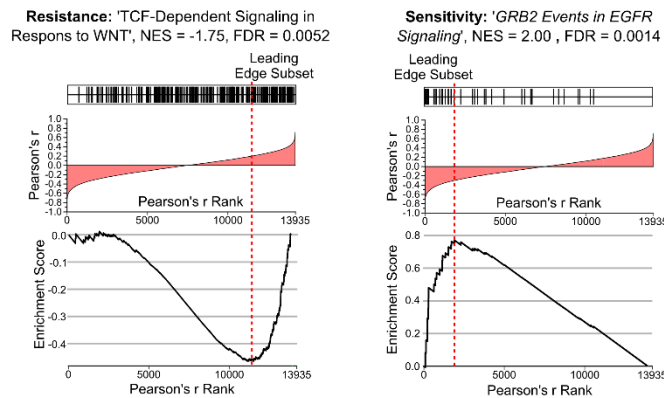 Resistance: 'TCF-Dependent Signaling in
Respons to WNT', NES = -1.75, FDR = 0.0052
Leading
Edge Subset
Pearson's r
1.0
0.8
0.6
0.4
0.2
0.0
-0.2
-0.4
-0.6
-0.8
-1.0
5000
10000
13935
Pearson's r Rank
Enrichment Score
0.0
-0.1
-0.2
-0.3
-0.4
0
5000
10000
13935
Pearson's r Rank
Sensitivity: 'GRB2 Events in EGFR
Signaling', NES = 2.00 , FDR = 0.0014
Leading
Edge Subset
Pearson's r
1.0
0.8
0.6
0.4
0.2
0.0
-0.2
-0.4
-0.6
-0.8
-1.0
5000
10000
13935
Pearson's r Rank
Enrichment Score
0.8
0.6
0.4
0.2
0.0
0
5000
10000
13935
Pearson's r Rank